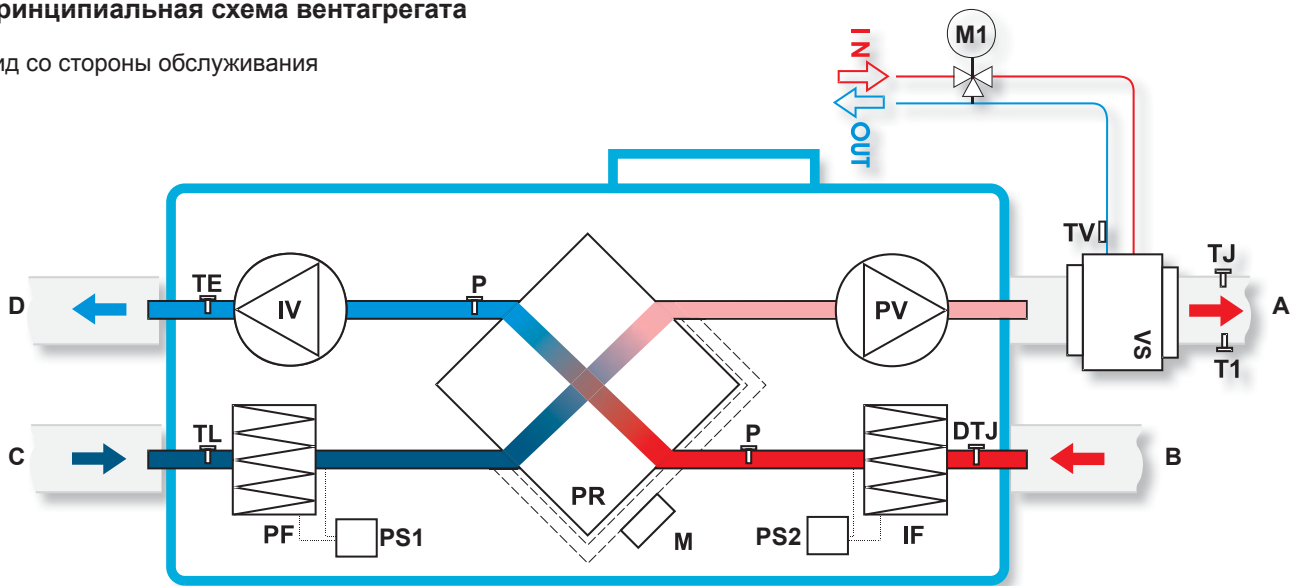 ринципиальная схема вентагрегата
ид со стороны обслуживания
IN
M1
OUT
TV
TJ
D
TE
IV
P
PV
VS
A
T1
C
TL
P
DTJ
B
PR
PF
PS1
M
PS2
IF